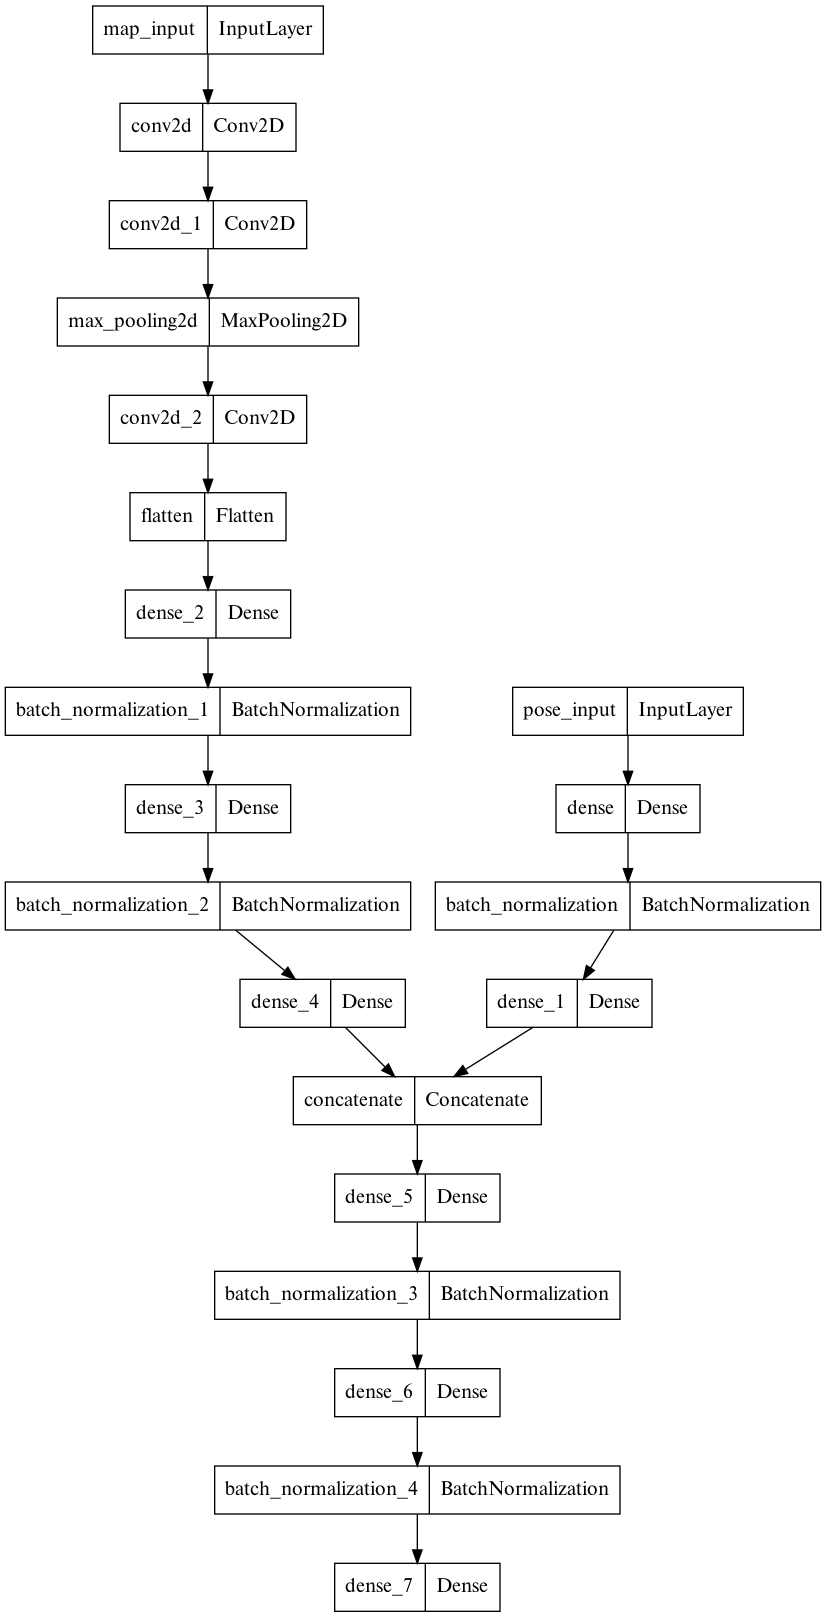 map_input InputLayer
conv2d Conv2D
conv2d_1 Conv2D
max_pooling2d MaxPooling2D
conv2d_2 Conv2D
flatten Flatten
dense_2 Dense
batch_normalization_1 BatchNormalization
pose_input InputLayer
dense_3 Dense
dense Dense
batch_normalization_2 BatchNormalization
batch_normalization BatchNormalization
dense_4 Dense
dense_1 Dense
concatenate Concatenate
dense_5 Dense
batch_normalization_3 BatchNormalization
dense_6 Dense
batch_normalization_4 BatchNormalization
dense_7 Dense